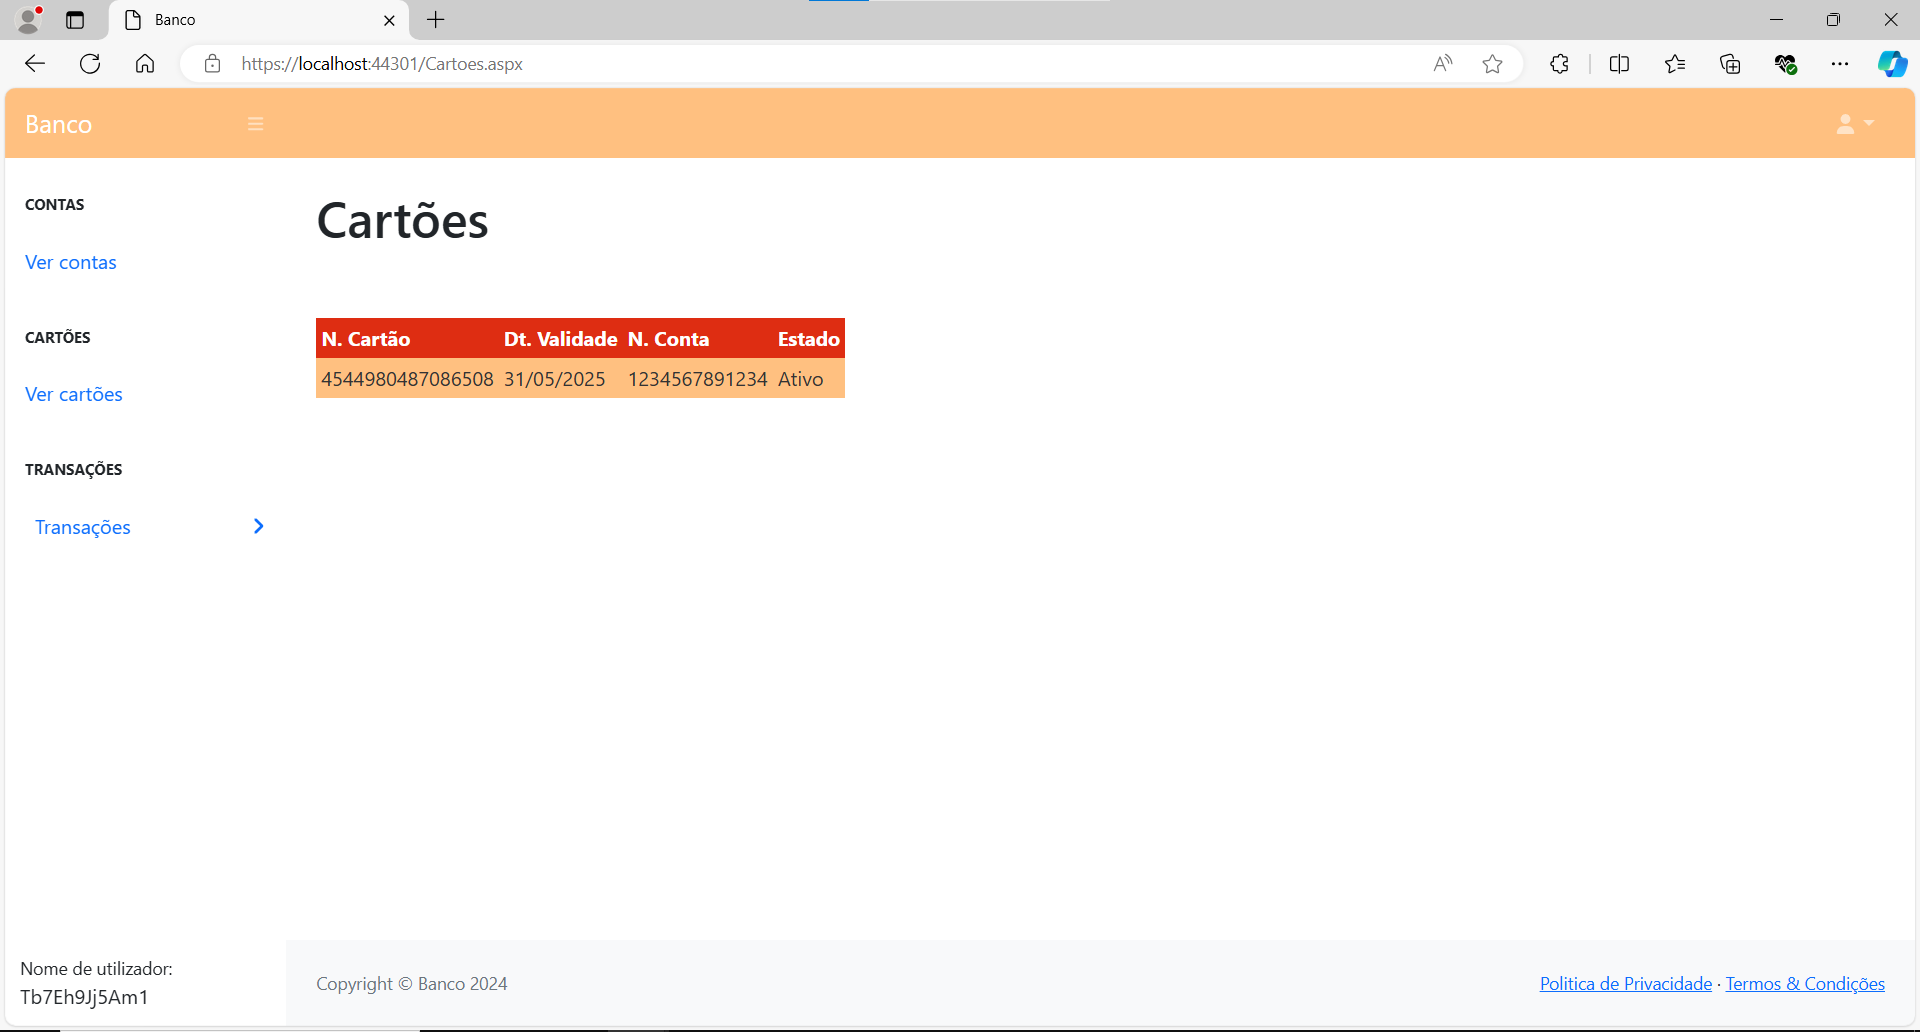 Banco
https://localhost:44301/Cartoes.aspx
Banco
CONTAS
Ver contas
CARTÕES
Ver cartões
TRANSAÇÕES
Transações
Nome de utilizador:
Tb7Eh9Jj5Am1
Cartões
N. Cartão Dt. Validade N. Conta Estado
4544980487086508 31/05/2025 1234567891234 Ativo
Copyright © Banco 2024
Politica de Privacidade · Termos & Condições